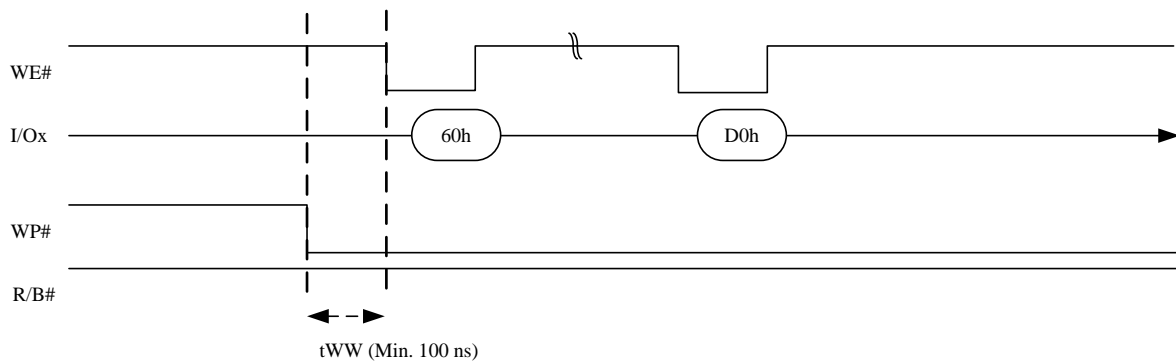 WE#
I/Ox
60h
D0h
WP#
R/B#
tWW (Min. 100 ns)